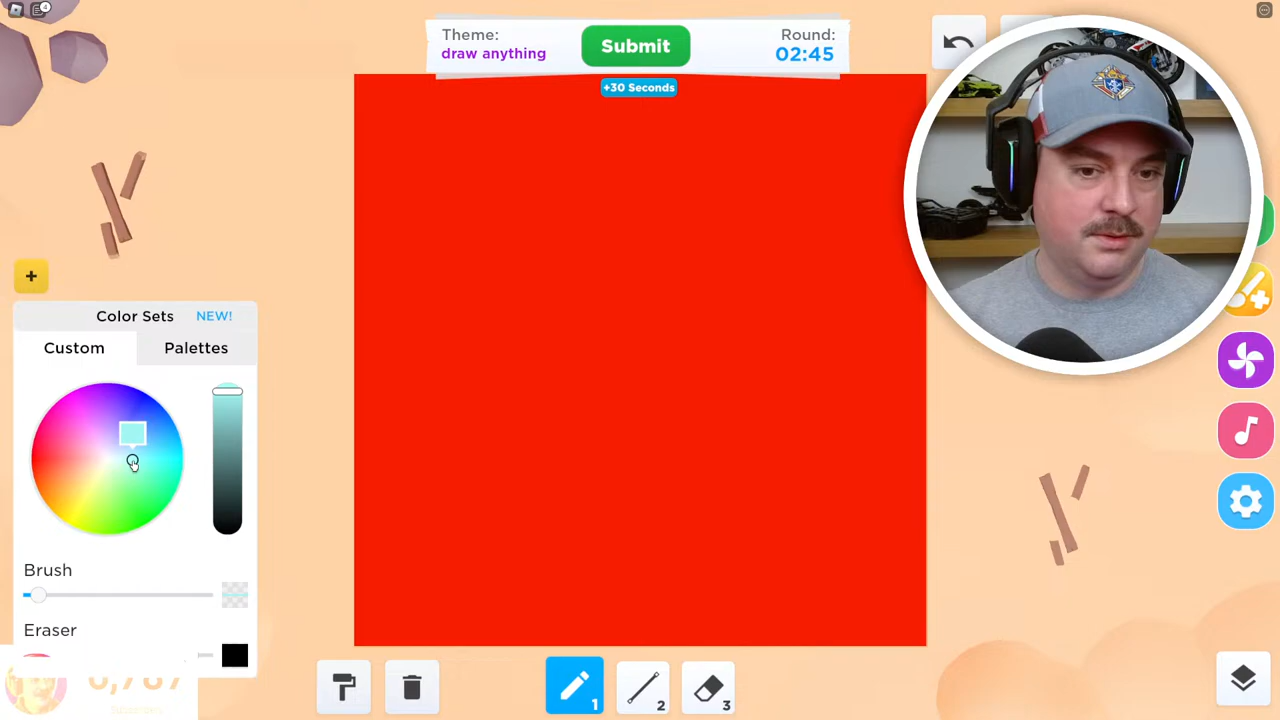 4
Theme:
draw anything
Submit
Round:
02:45
+30 Seconds
+
Color Sets NEW!
Custom Palettes
Brush
Eraser
1
2
3